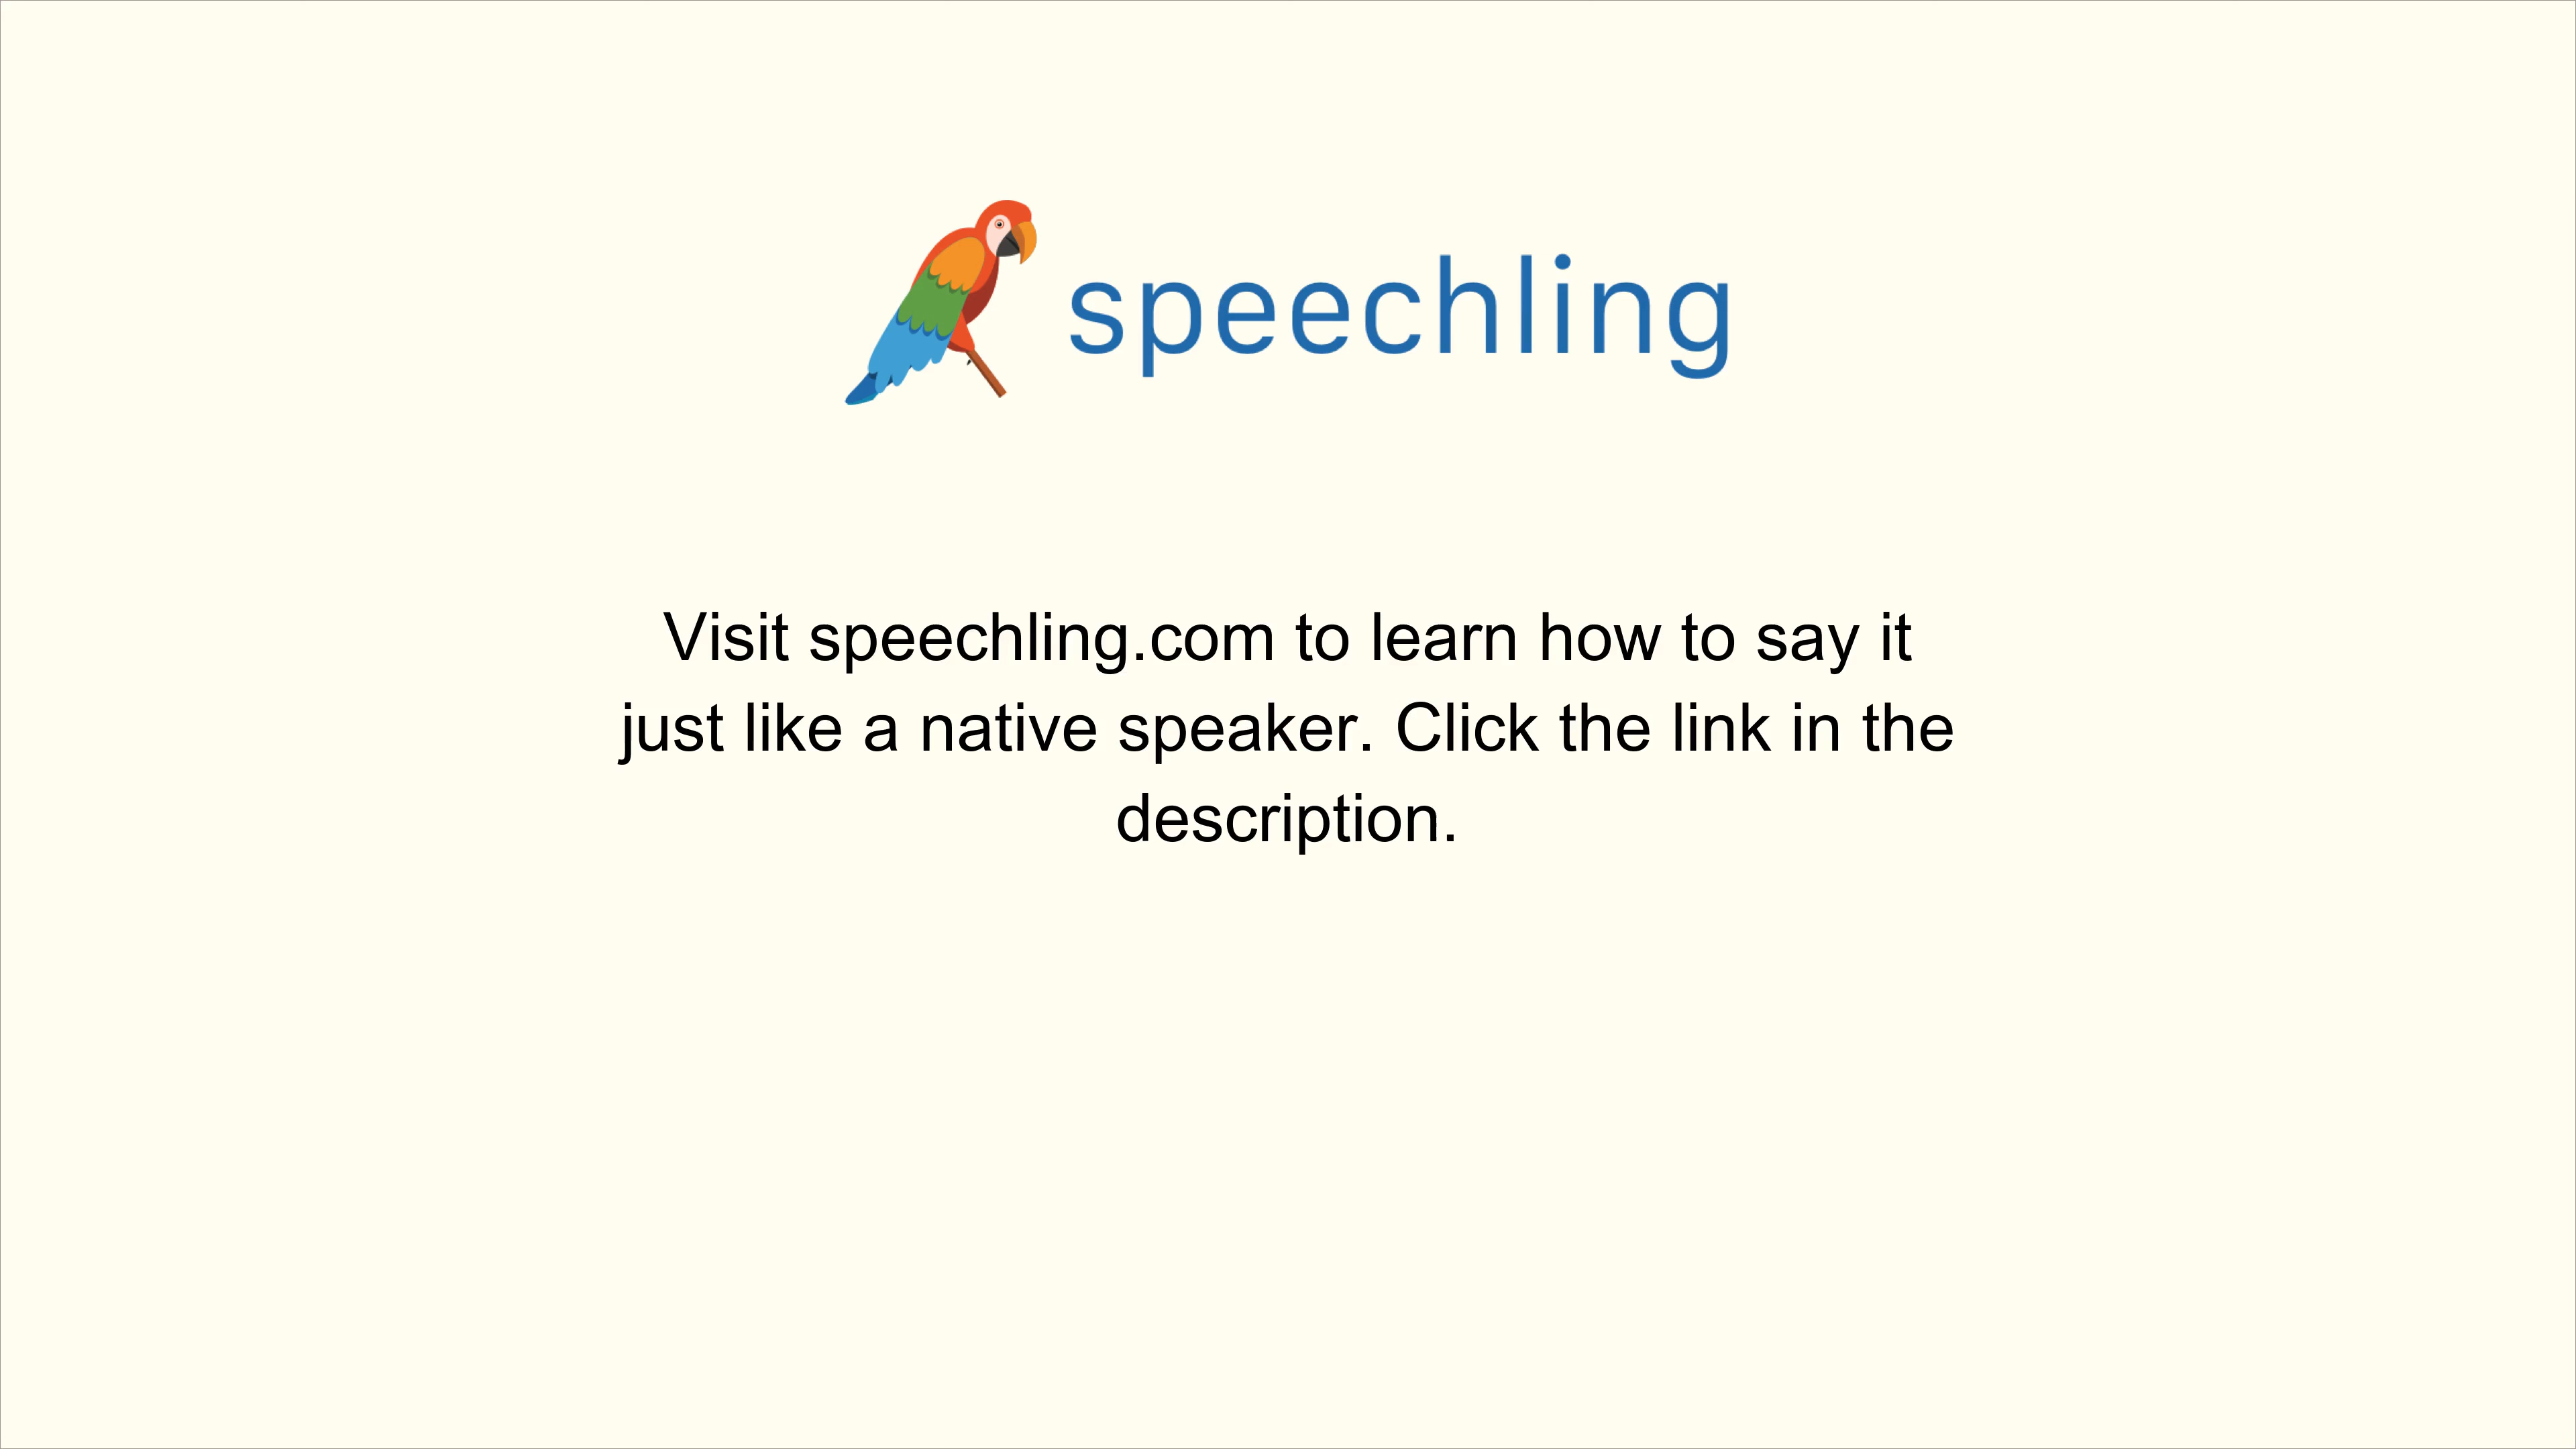 speechling
Visit speechling.com to learn how to say it
just like a native speaker. Click the link in the
description.